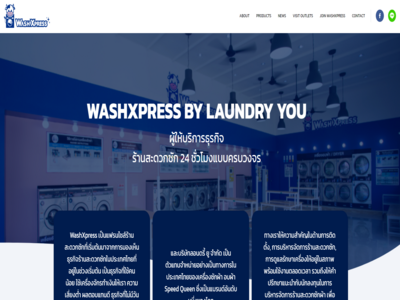 WASHXPRESS
ABOUT PRODUCTS NEWS VISIT OUTLETS JOIN WASHXPRESS CONTACT
WASHXPRESS BY LAUNDRY YOU
ผู้ให้บริการธุรกิจ
ร้านสะดวกซัก 24 ชั่วโมงแบบครบวงจร
WashXpress เป็นแฟรนไชส์ร้าน
สะดวกซักที่เริ่มต้นมาจากการมองเห็น
ธุรกิจร้านสะดวกซักในประเทศไทยที่
อยู่ในช่วงเริ่มต้น เป็นธุรกิจที่ใช้คน
น้อย ใช้เครื่องจักรทำเงินให้เรา ความ
เสี่ยงต่ำ ผลตอบแทนดี ธุรกิจที่ไม่มีวัน
และบริษัทลอนดรี้ ยู จำกัด เป็น
ตัวแทนจำหน่ายอย่างเป็นทางการใน
ประเทศไทยของเครื่องซักผ้า อบผ้า
Speed Queen ซึ่งเป็นแบรนด์อันดับ
ทางเราให้ความสำคัญในด้านการติด
ตั้ง, การบริหารจัดการร้านสะดวกซัก,
การดูแลรักษาเครื่องให้อยู่ในสภาพ
พร้อมใช้งานตลอดเวลา รวมถึงให้คำ
ปรึกษาแนะนำกับนักลงทุนในการ
บริหารจัดการร้านสะดวกซักผ้า เพื่อ